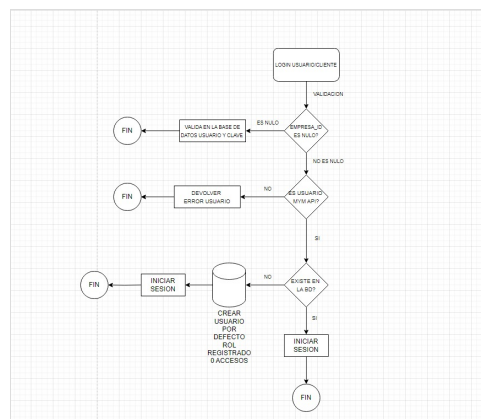 LOGIN USUARIO/CLIENTE
VALIDACION
FIN
VALIDA EN LA BASE DE
DATOS USUARIO Y CLAVE
ES NULO
EMPRESA_ID
ES NULO?
NO ES NULO
FIN
DEVOLVER
ERROR USUARIO
NO
ES USUARIO
MYM API?
SI
FIN
INICIAR
SESION
NO
EXISTE EN
LA BD?
CREAR
USUARIO
POR
DEFECTO
ROL
REGISTRADO
0 ACCESOS
SI
INICIAR
SESION
FIN